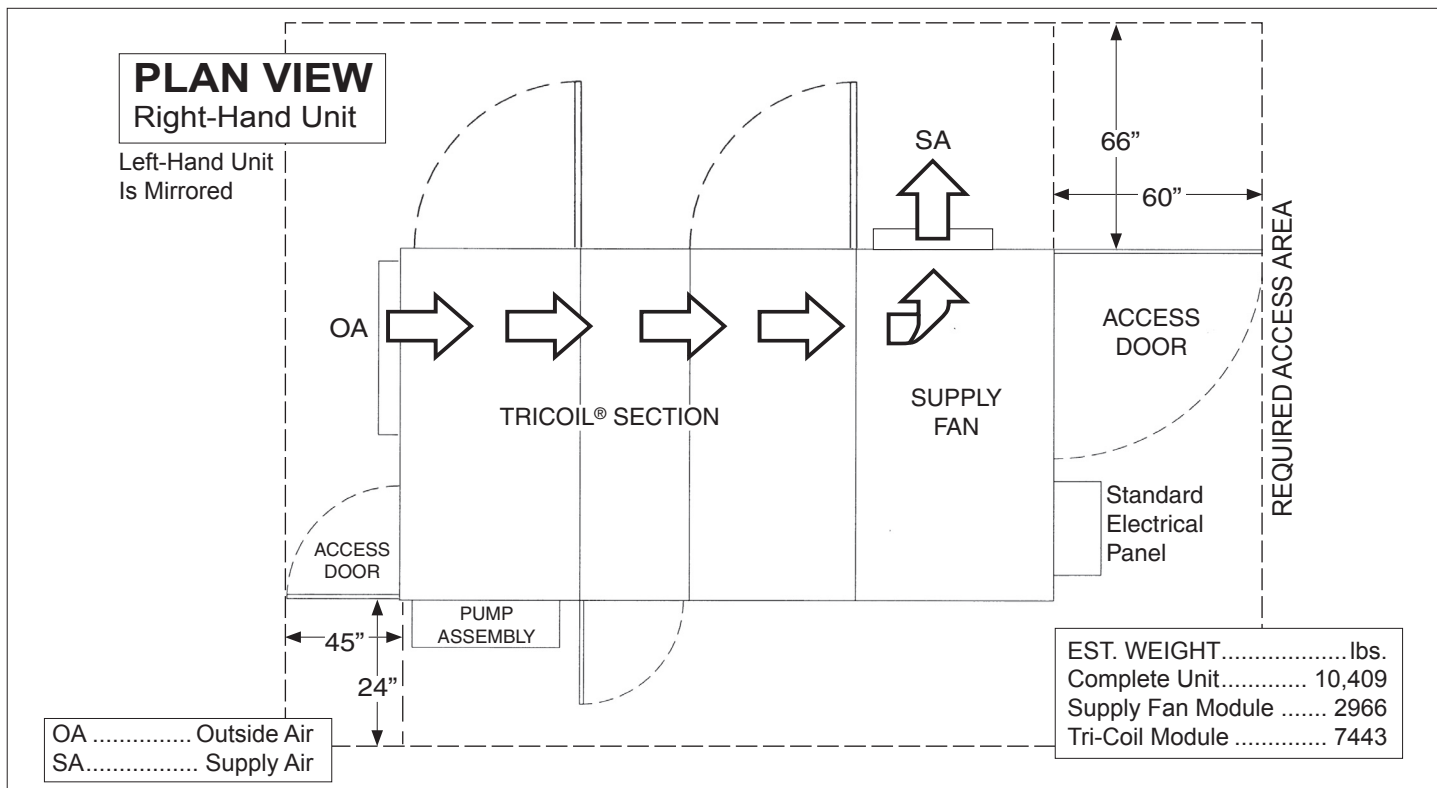 PLAN VIEW
Right-Hand Unit
Left-Hand Unit
Is Mirrored
SA
66”
60”
REQUIRED ACCESS AREA
OA
ACCESS
DOOR
TRICOIL® SECTION
SUPPLY
FAN
Standard
Electrical
Panel
ACCESS
DOOR
PUMP
ASSEMBLY
45”
24”
OA ............... Outside Air
SA................. Supply Air
EST. WEIGHT...................lbs.
Complete Unit............. 10,409
Supply Fan Module ....... 2966
Tri-Coil Module .............. 7443